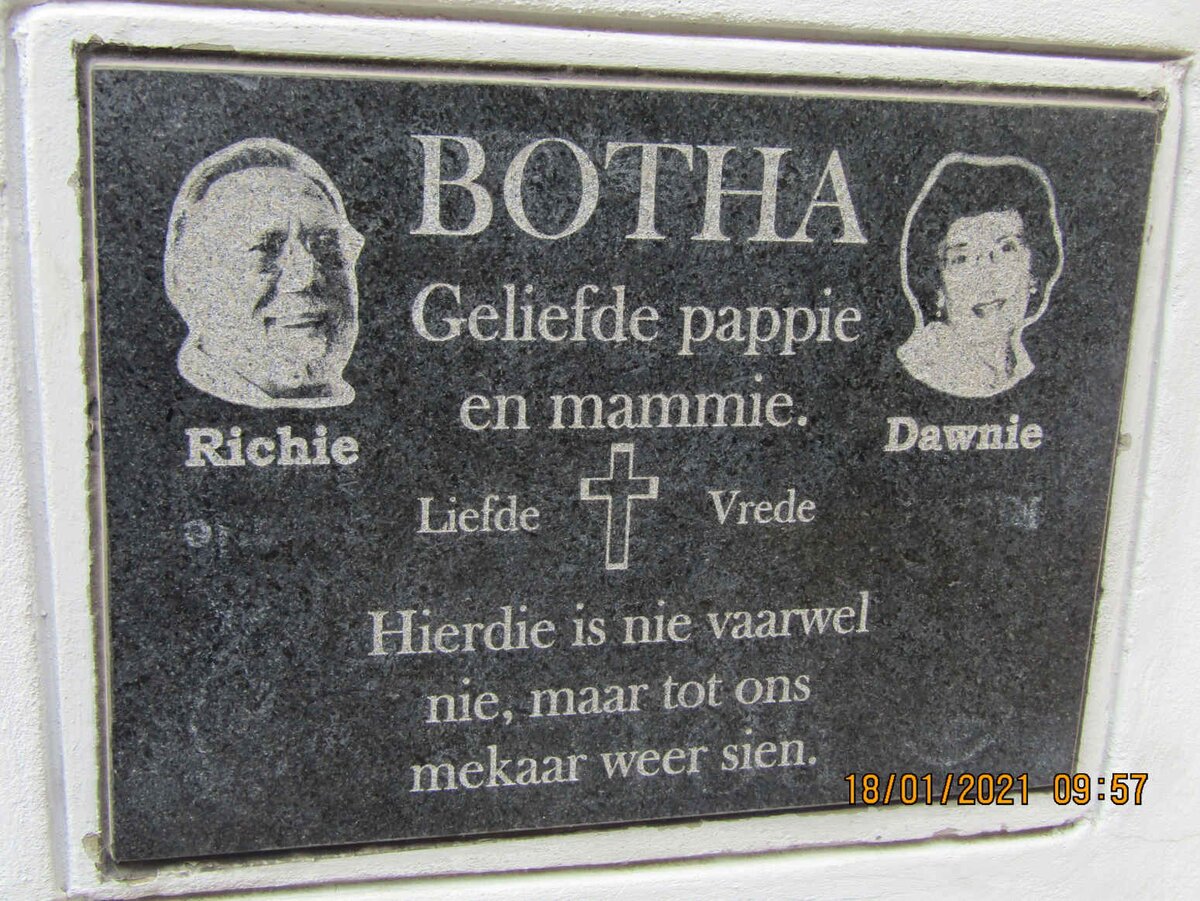 BOTHA
Geliefde pappie
en mammie.
Richie
Dawnie
Liefde Vrede
Hierdie is nie vaarwel
nie, maar tot ons
mekaar weer sien.
18/01/2021 09:57